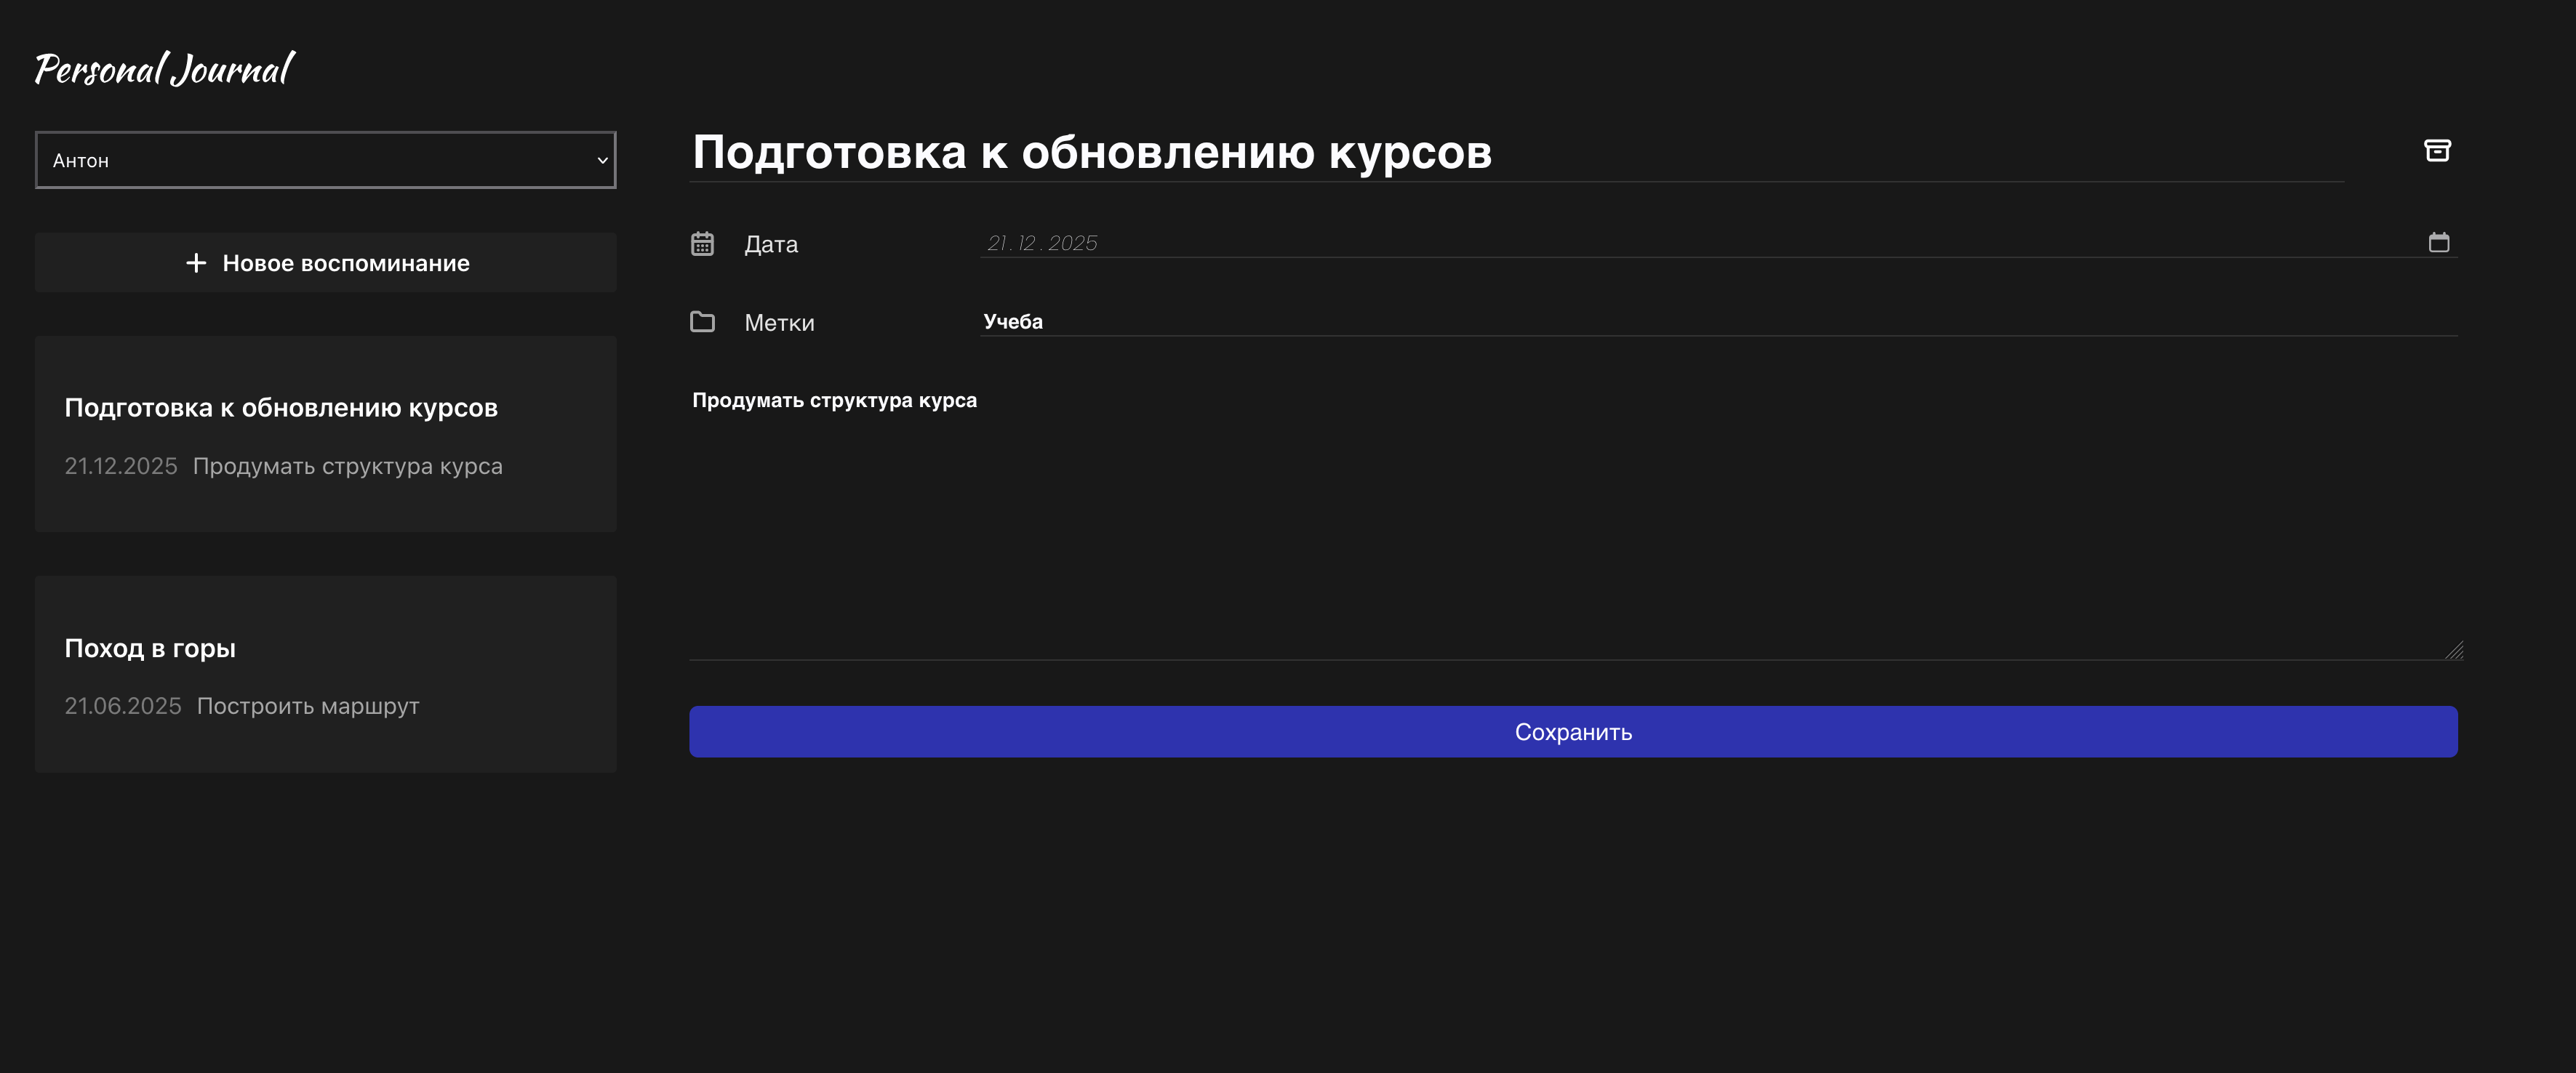 Personal Journal
Антон
Новое воспоминание
Подготовка к обновлению курсов
21.12.2025 Продумать структура курса
Поход в горы
21.06.2025 Построить маршрут
Подготовка к обновлению курсов
Дата 21.12.2025
Метки Учеба
Продумать структура курса
Сохранить